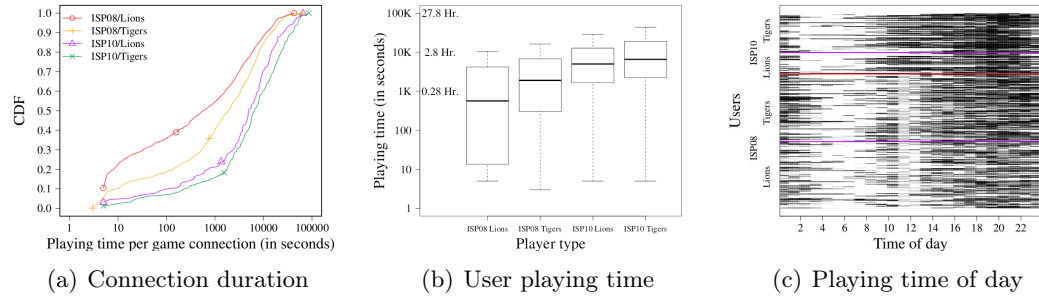 ISP08/Lions
ISP08/Tigers
ISP10/Lions
ISP10/Tigers
CDF
1.0
0.9
0.8
0.7
0.6
0.5
0.4
0.3
0.2
0.1
0.0
1 10 100 1000 10000 100000
Playing time per game connection (in seconds)
(a) Connection duration
Playing time (in seconds)
100K
10K
1K
100
10
1
27.8 Hr.
2.8 Hr.
0.28 Hr.
ISP08 Lions ISP08 Tigers ISP10 Lions ISP10 Tigers
Player type
(b) User playing time
Users
ISP10
Tigers
Lions
ISP08
Tigers
Lions
2 4 6 8 10 12 14 16 18 20 22
Time of day
(c) Playing time of day